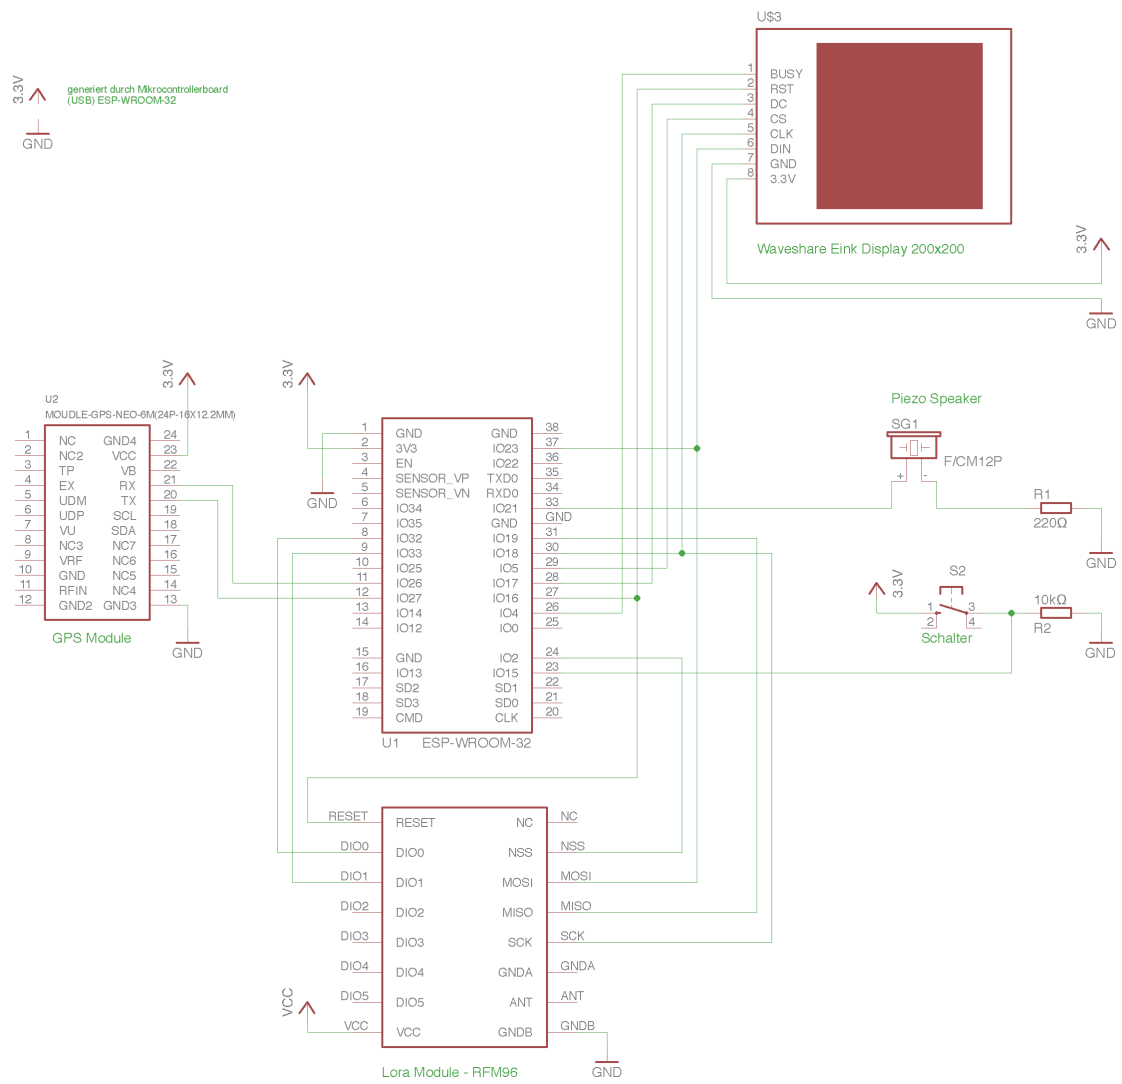 U$3
1 BUSY
2 RST
3 DC
4 CS
5 CLK
6 DIN
7 GND
8 3.3V
Waveshare Eink Display 200x200
3.3V
GND
3.3V
generiert durch Mikrocontrollerboard
(USB) ESP-WROOM-32
GND
U2
MOUDLE-GPS-NEO-6M(24P-16X12.2MM)
3.3V
1 NC GND4 24
2 NC2 VCC 23
3 TP VB 22
4 EX RX 21
5 UDM TX 20
6 UDP SCL 19
7 VU SDA 18
8 NC3 NC7 17
9 VRF NC6 16
10 GND NC5 15
11 RFIN NC4 14
12 GND2 GND3 13
GPS Module
GND
3.3V
GND
1 GND GND 38
2 3V3 IO23 37
3 EN IO22 36
4 SENSOR_VP TXD0 35
5 SENSOR_VN RXD0 34
6 IO34 IO21 33
7 IO35 GND GND
8 IO32 IO19 31
9 IO33 IO18 30
10 IO25 IO5 29
11 IO26 IO17 28
12 IO27 IO16 27
13 IO14 IO4 26
14 IO12 IO0 25
15 GND IO2 24
16 IO13 IO15 23
17 SD2 SD1 22
18 SD3 SD0 21
19 CMD CLK 20
U1 ESP-WROOM-32
Piezo Speaker
SG1
F/CM12P
+ -
R1
220Ω
GND
3.3V
S2
1 3
2 4
Schalter
10kΩ
R2
GND
RESET RESET NC NC
DIO0 DIO0 NSS NSS
DIO1 DIO1 MOSI MOSI
DIO2 DIO2 MISO MISO
DIO3 DIO3 SCK SCK
DIO4 DIO4 GNDA GNDA
DIO5 DIO5 ANT ANT
VCC VCC VCC GNDB GNDB
GND
Lora Module - RFM96